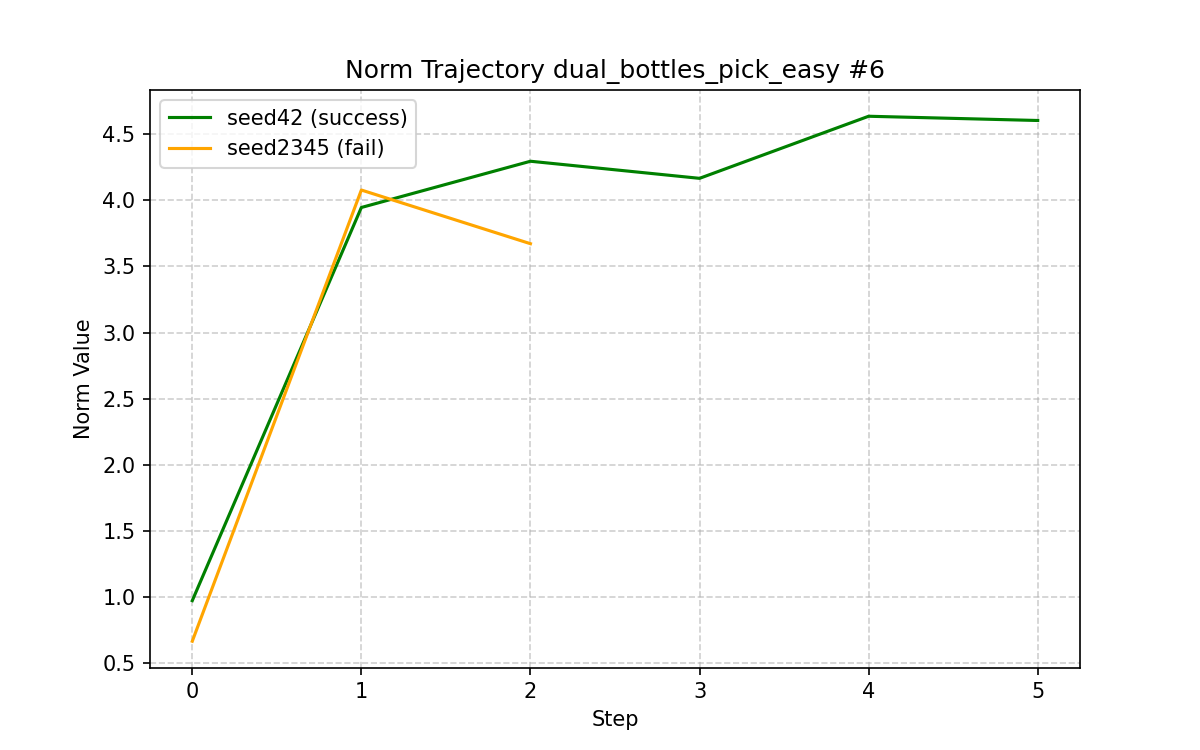 Norm Trajectory dual_bottles_pick_easy #6
seed42 (success)
seed2345 (fail)
Norm Value
4.5
4.0
3.5
3.0
2.5
2.0
1.5
1.0
0.5
0 1 2 3 4 5
Step